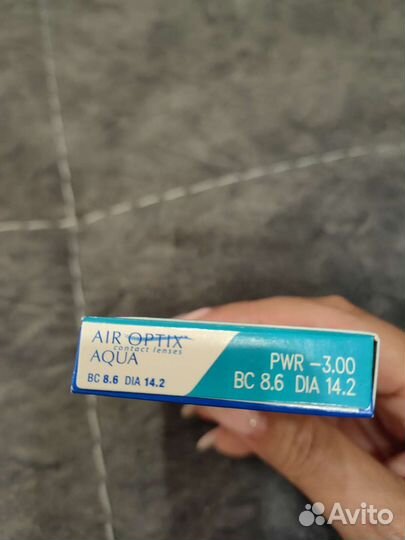 AIR OPTIX
contact lenses
AQUA
BC 8.6 DIA 14.2
PWR -3.00
BC 8.6 DIA 14.2
Avito